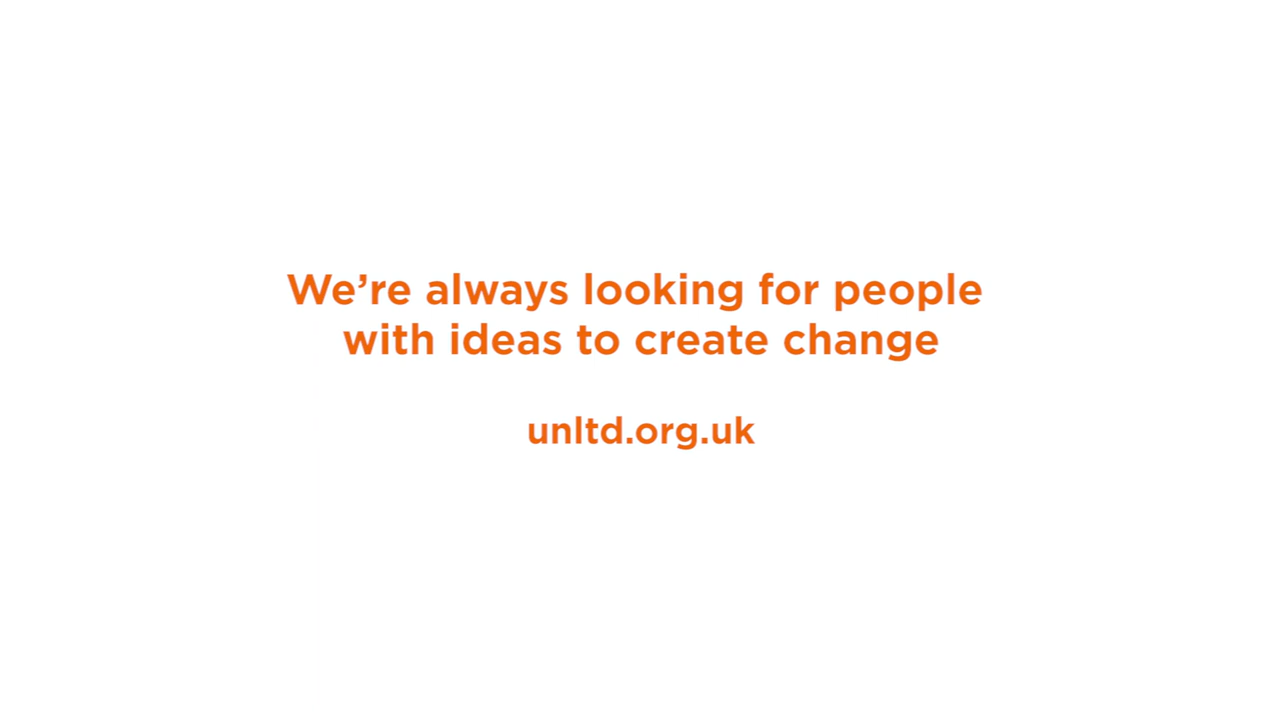 We’re always looking for people
with ideas to create change
unltd.org.uk